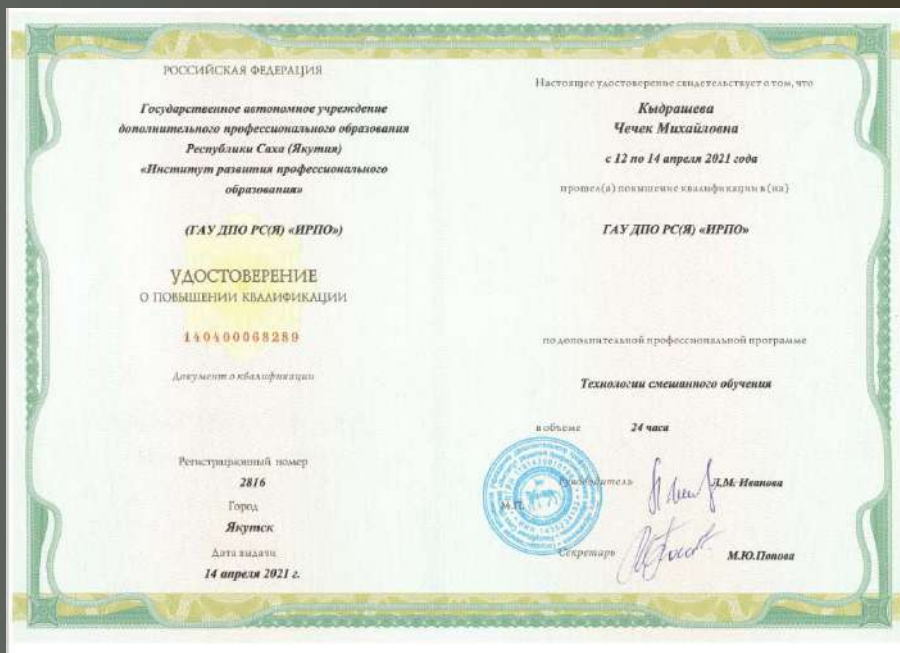 РОССИЙСКАЯ ФЕДЕРАЦИЯ
Государственное автономное учреждение
дополнительного профессионального образования
Республики Саха (Якутия)
«Институт развития профессионального
образования»
(ГАУ ДПО РС(Я) «ИРПО»)
УДОСТОВЕРЕНИЕ
О ПОВЫШЕНИИ КВАЛИФИКАЦИИ
140400068289
Документ о квалификации
Регистрационный номер
2816
Город
Якутск
Дата выдачи
14 апреля 2021 г.
Настоящее удостоверение свидетельствует о том, что
Кыдрашева
Чечек Михайловна
с 12 по 14 апреля 2021 года
прошел(а) повышение квалификации в (на)
ГАУ ДПО РС(Я) «ИРПО»
по дополнительной профессиональной программе
Технологии смешанного обучения
в объеме 24 часа
Руководитель Л.М. Иванова
М.П.
Секретарь М.Ю.Попова